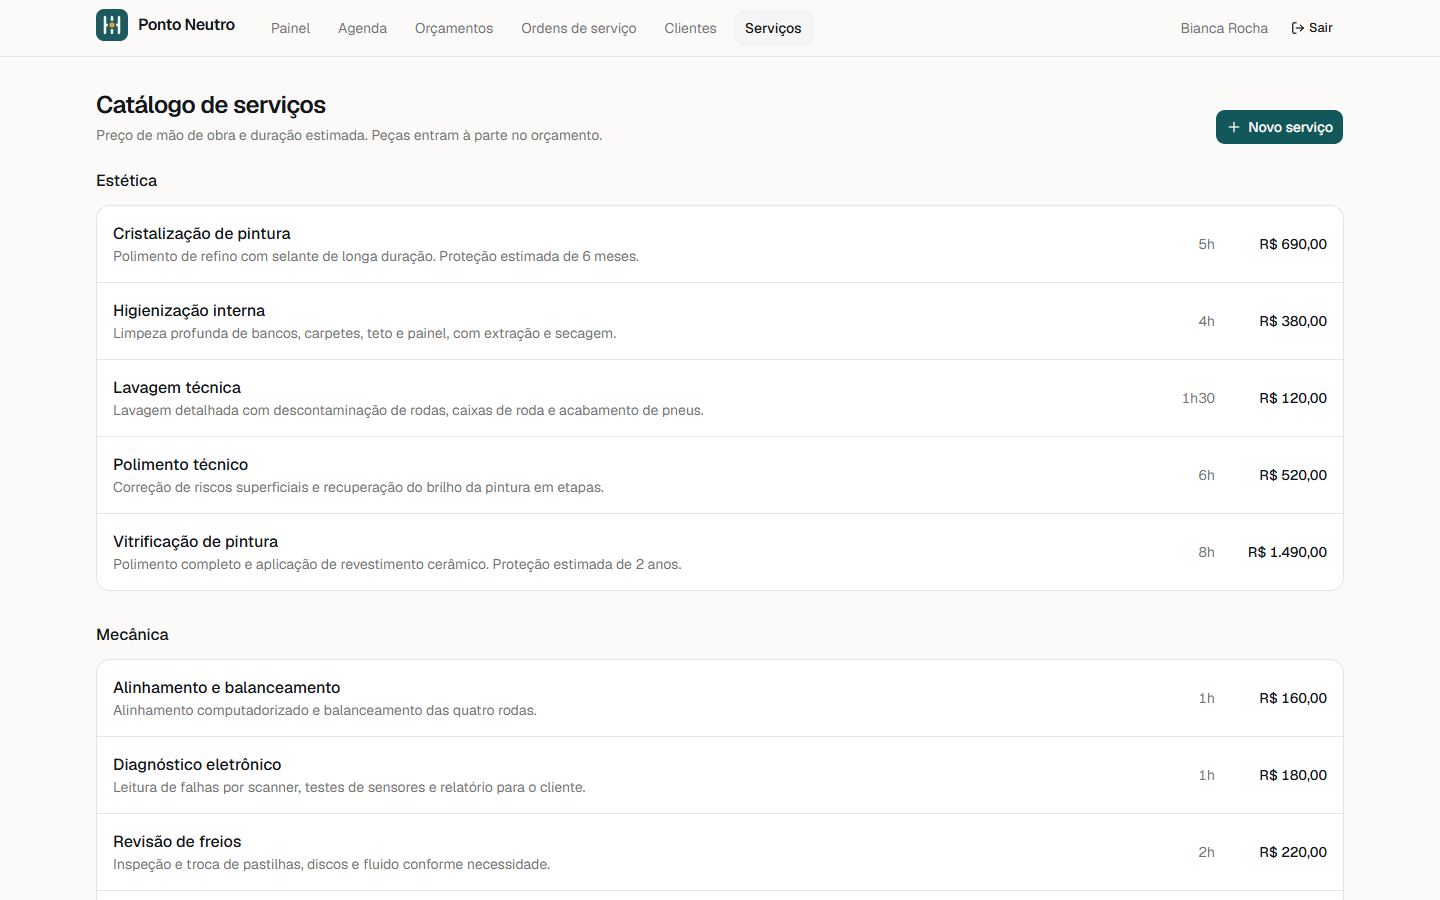 Ponto Neutro
Painel
Agenda
Orçamentos
Ordens de serviço
Clientes
Serviços
Bianca Rocha
Sair
Catálogo de serviços
Preço de mão de obra e duração estimada. Peças entram à parte no orçamento.
Novo serviço
Estética
Cristalização de pintura
Polimento de refino com selante de longa duração. Proteção estimada de 6 meses.
5h
R$ 690,00
Higienização interna
Limpeza profunda de bancos, carpetes, teto e painel, com extração e secagem.
4h
R$ 380,00
Lavagem técnica
Lavagem detalhada com descontaminação de rodas, caixas de roda e acabamento de pneus.
1h30
R$ 120,00
Polimento técnico
Correção de riscos superficiais e recuperação do brilho da pintura em etapas.
6h
R$ 520,00
Vitrificação de pintura
Polimento completo e aplicação de revestimento cerâmico. Proteção estimada de 2 anos.
8h
R$ 1.490,00
Mecânica
Alinhamento e balanceamento
Alinhamento computadorizado e balanceamento das quatro rodas.
1h
R$ 160,00
Diagnóstico eletrônico
Leitura de falhas por scanner, testes de sensores e relatório para o cliente.
1h
R$ 180,00
Revisão de freios
Inspeção e troca de pastilhas, discos e fluido conforme necessidade.
2h
R$ 220,00